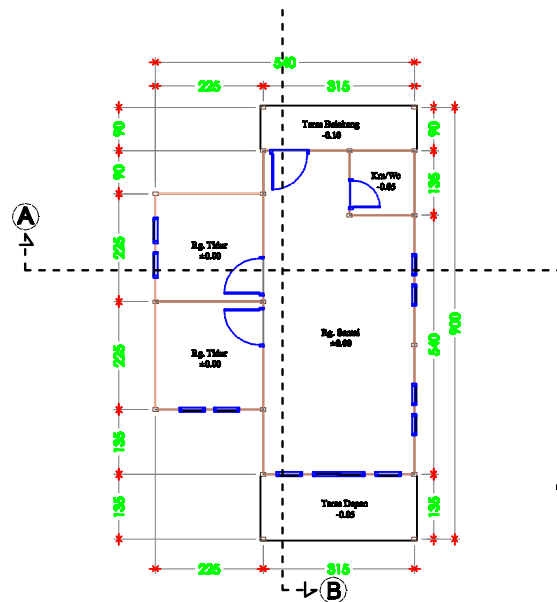 540
225
315
90
90
225
225
135
135
90
135
540
900
135
Teras Belakang
-0.10
Km/Wc
-0.05
A
Rg. Tidur
±0.00
Rg. Tidur
±0.00
Rg. Santai
±0.00
Teras Depan
-0.05
225
315
B